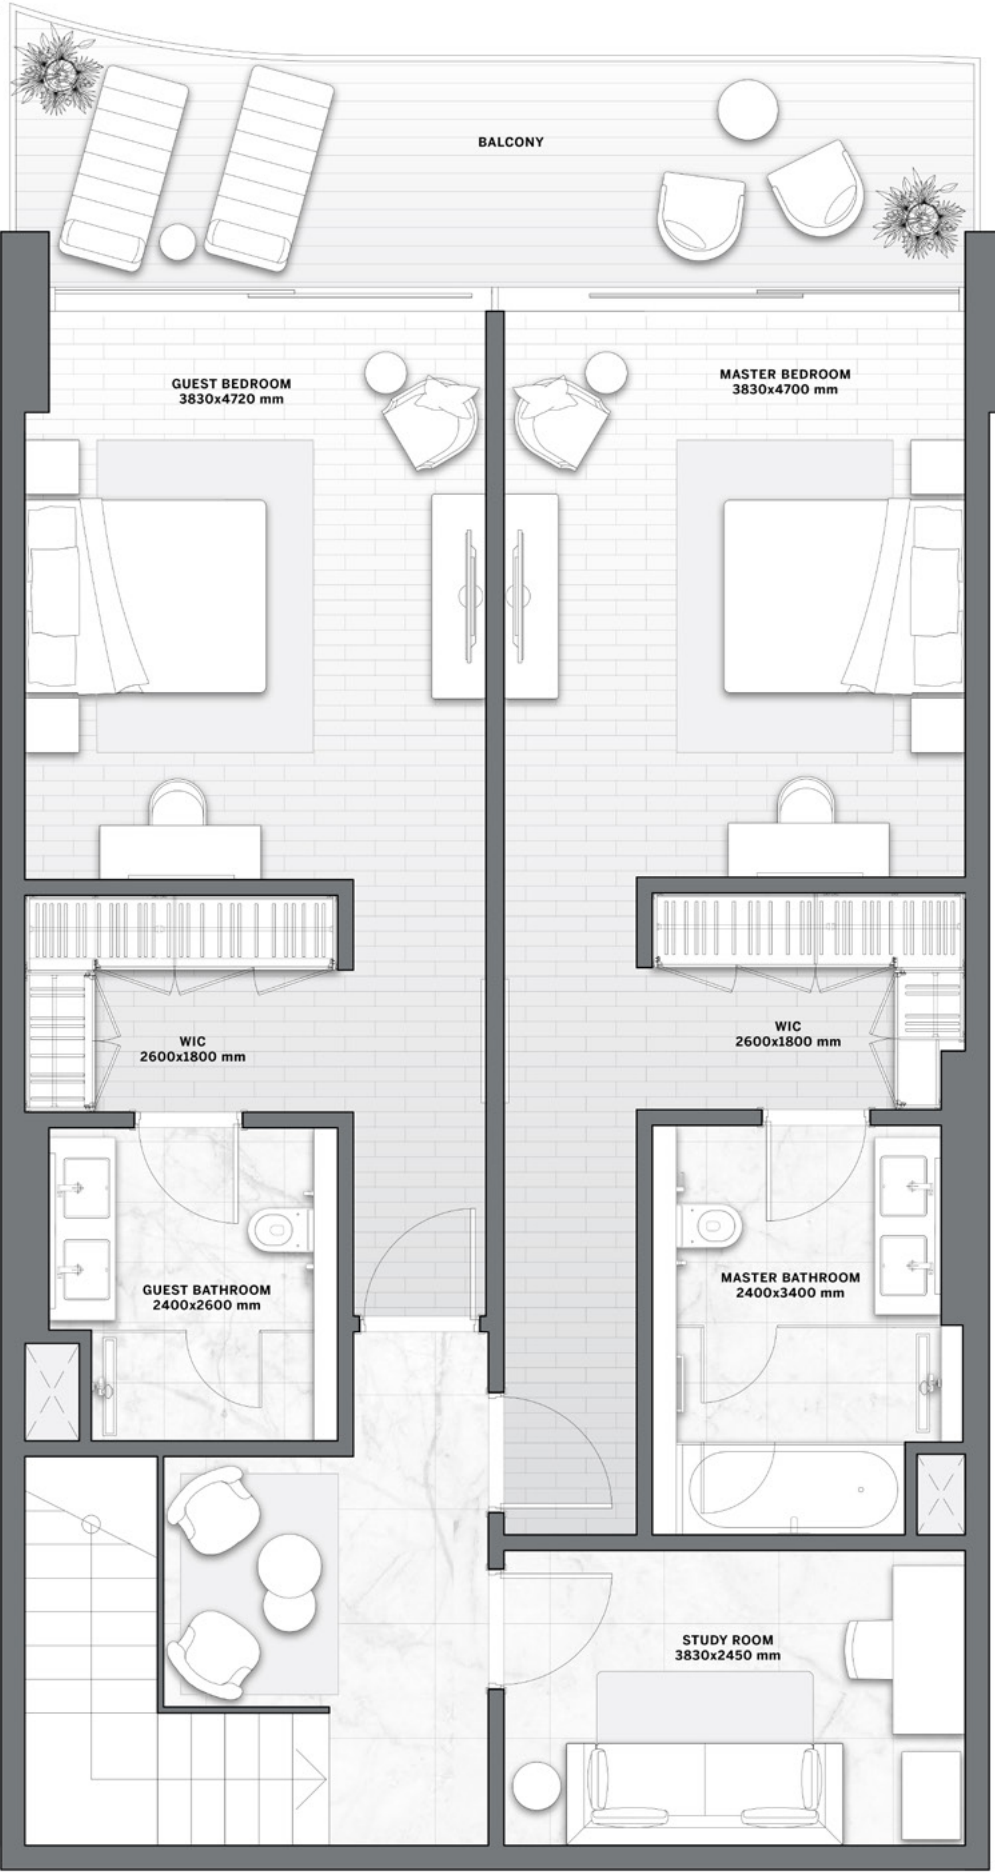 BALCONY
GUEST BEDROOM
3830x4720 mm
MASTER BEDROOM
3830x4700 mm
WIC
2600x1800 mm
WIC
2600x1800 mm
GUEST BATHROOM
2400x2600 mm
MASTER BATHROOM
2400x3400 mm
STUDY ROOM
3830x2450 mm